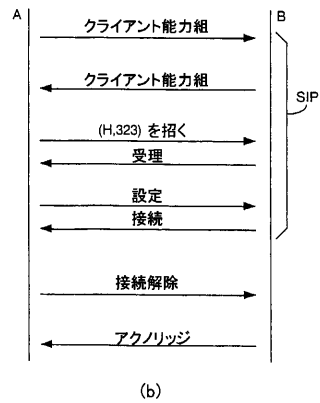 A
B
クライアント能力組
クライアント能力組
SIP
(H,323) を招く
受理
設定
接続
接続解除
アクノリッジ
(b)